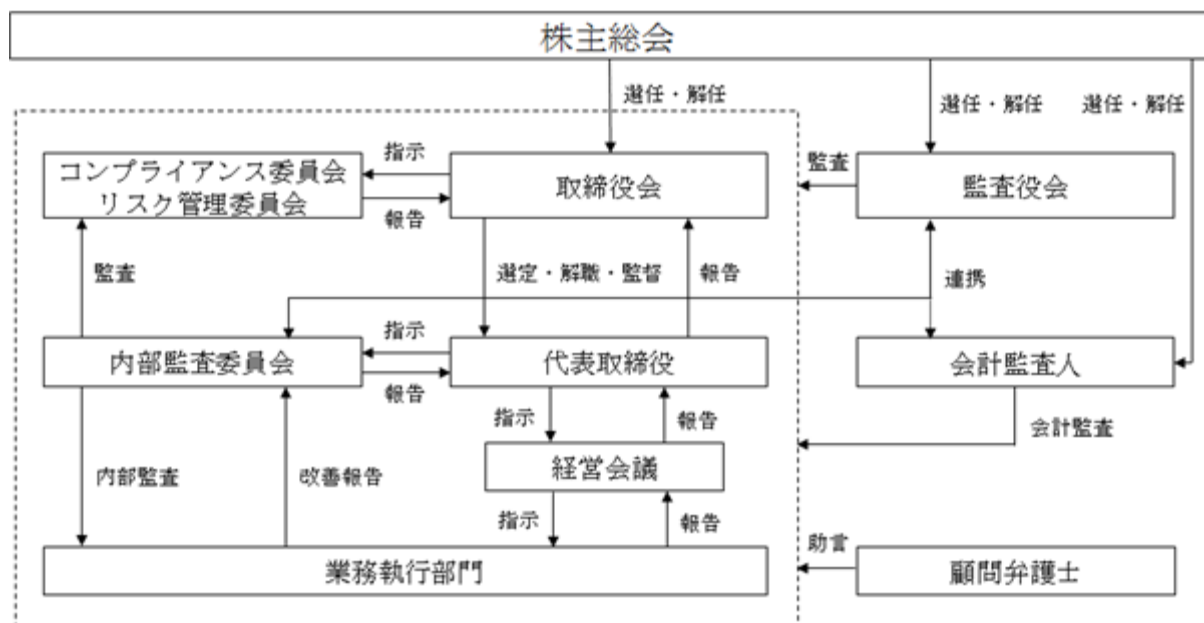 株主総会
選任・解任
選任・解任
選任・解任
コンプライアンス委員会
リスク管理委員会
指示
報告
取締役会
監査
監査役会
監査
選定・解職・監督
報告
連携
内部監査委員会
指示
報告
代表取締役
会計監査人
指示
報告
会計監査
内部監査
改善報告
経営会議
指示
報告
業務執行部門
助言
顧問弁護士